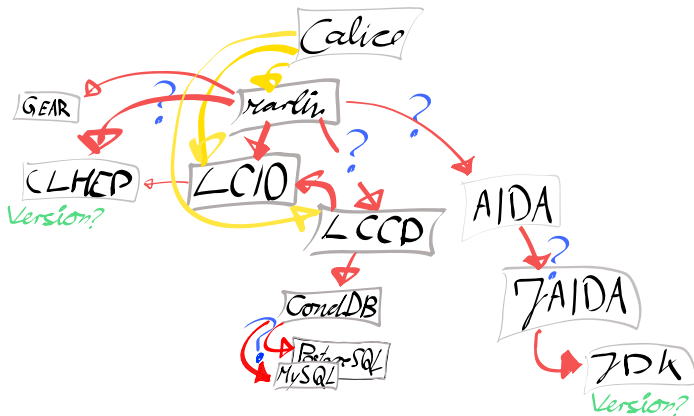 Calice
?
?
GEAR
marlin
?
CLHEP
LCIO
AIDA
Version?
LCCD
?
JAIDA
CondDB
?
PostgreSQL
MySQL
JDK
Version?